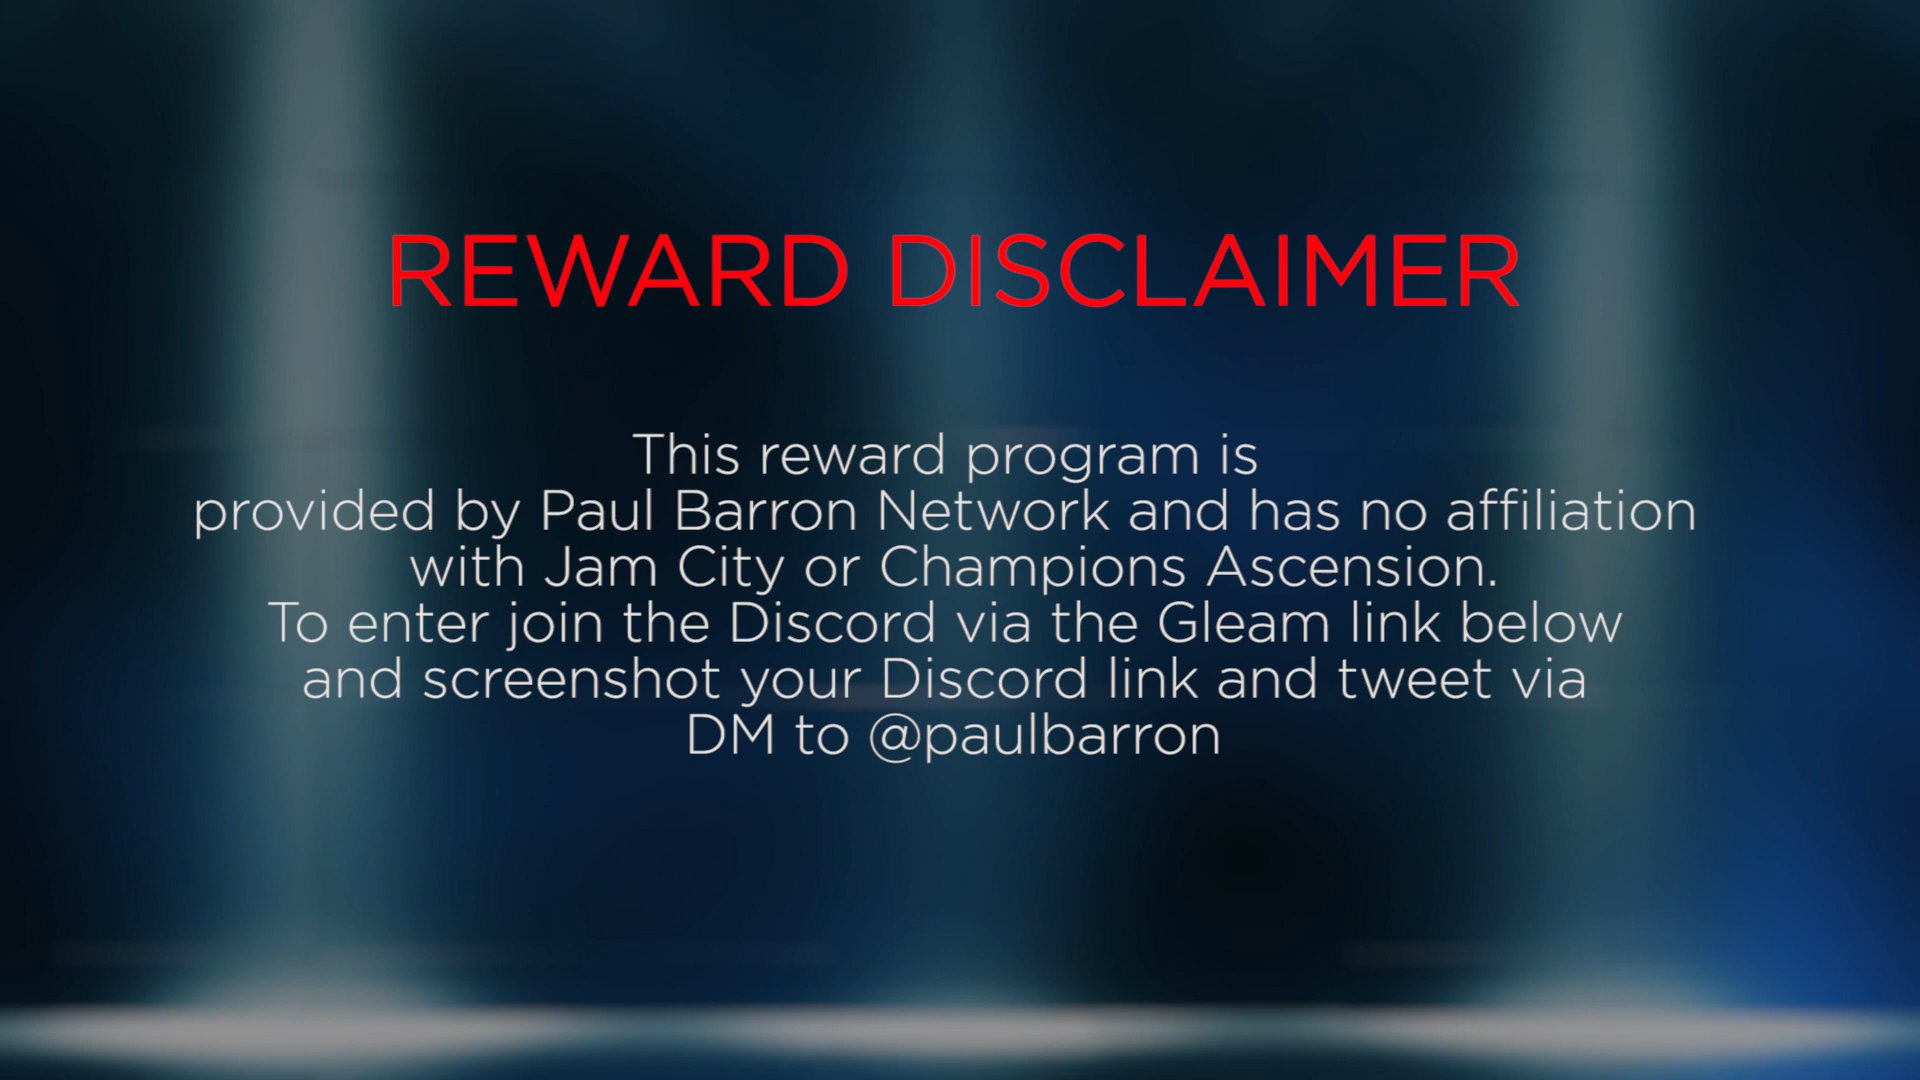 REWARD DISCLAIMER
This reward program is
provided by Paul Barron Network and has no affiliation
with Jam City or Champions Ascension.
To enter join the Discord via the Gleam link below
and screenshot your Discord link and tweet via
DM to @paulbarron